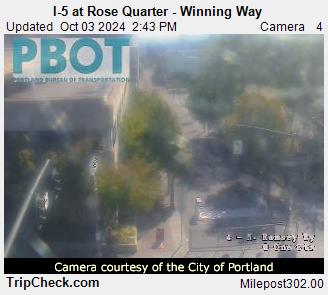 I-5 at Rose Quarter - Winning Way
Updated Oct 03 2024 2:43 PM Camera 4
PBOT
PORTLAND BUREAU OF TRANSPORTATION
N. Ramsey
Camera courtesy of the City of Portland
TripCheck.com Milepost302.00